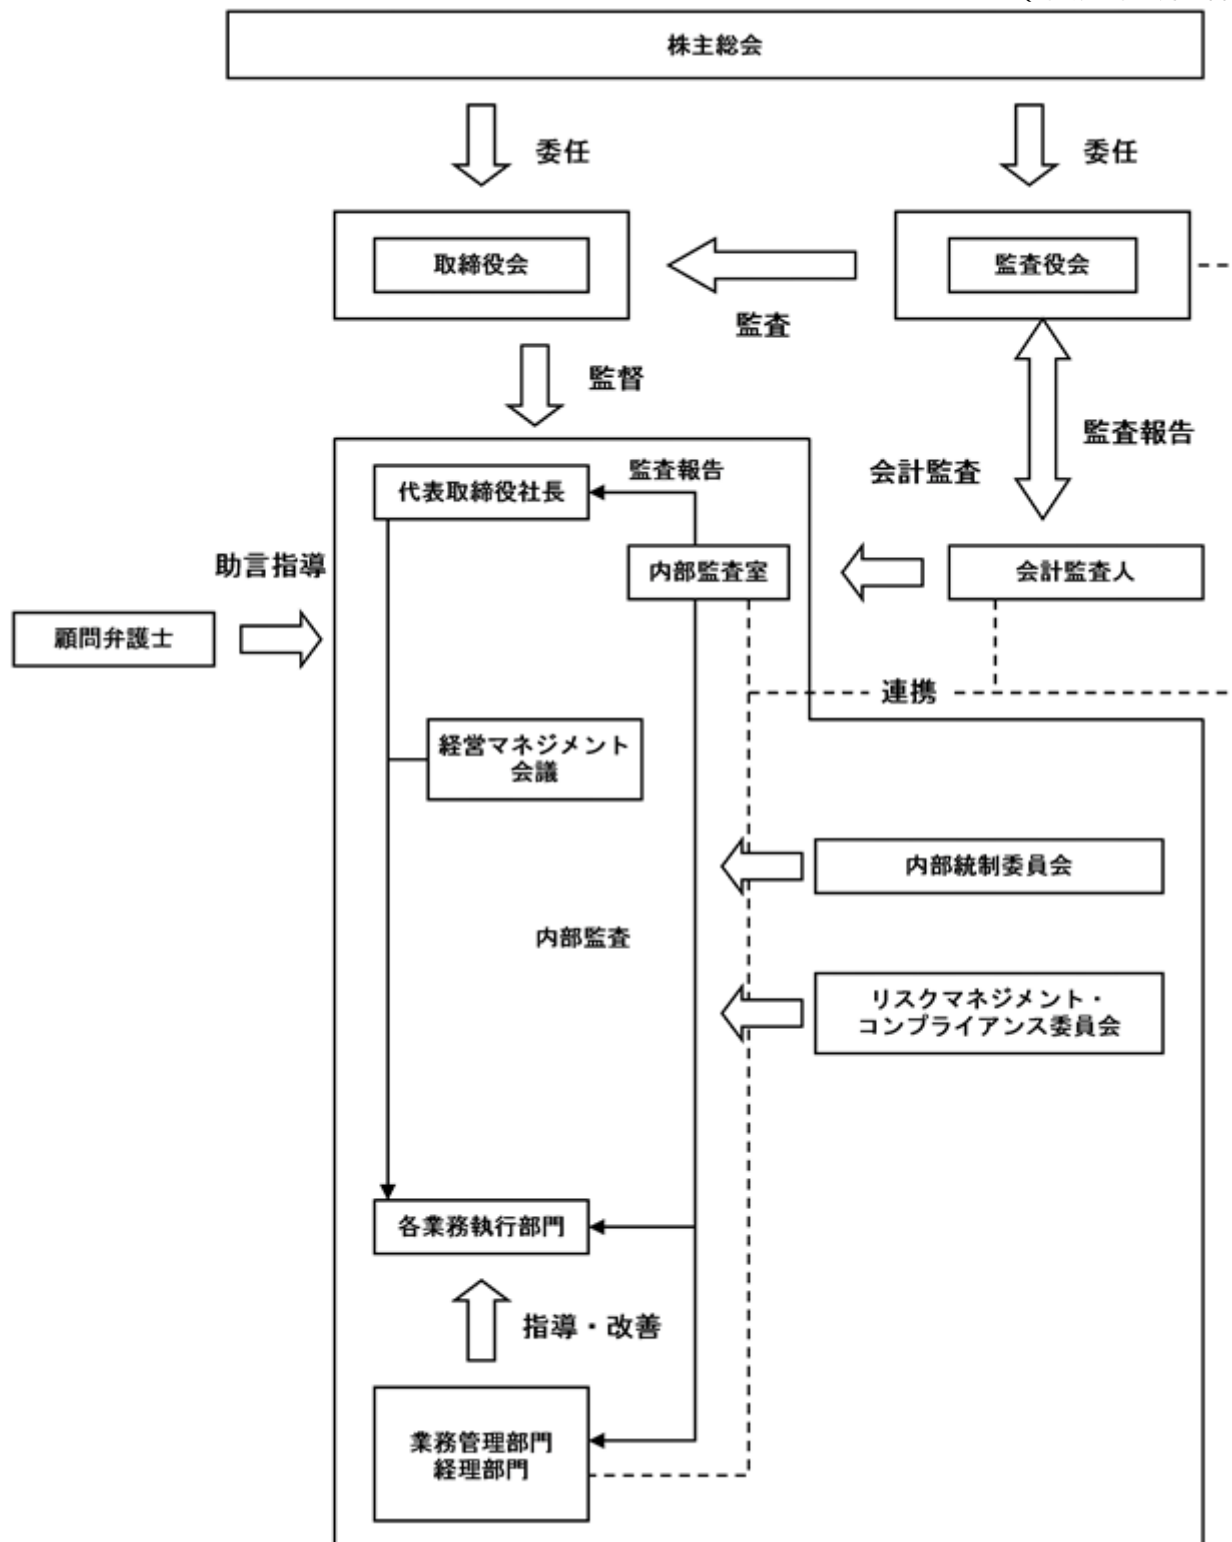 株主総会
委任
委任
取締役会
監査役会
監査
監督
監査報告
会計監査
監査報告
代表取締役社長
内部監査室
会計監査人
助言指導
顧問弁護士
連携
経営マネジメント
会議
内部統制委員会
内部監査
リスクマネジメント・
コンプライアンス委員会
各業務執行部門
指導・改善
業務管理部門
経理部門